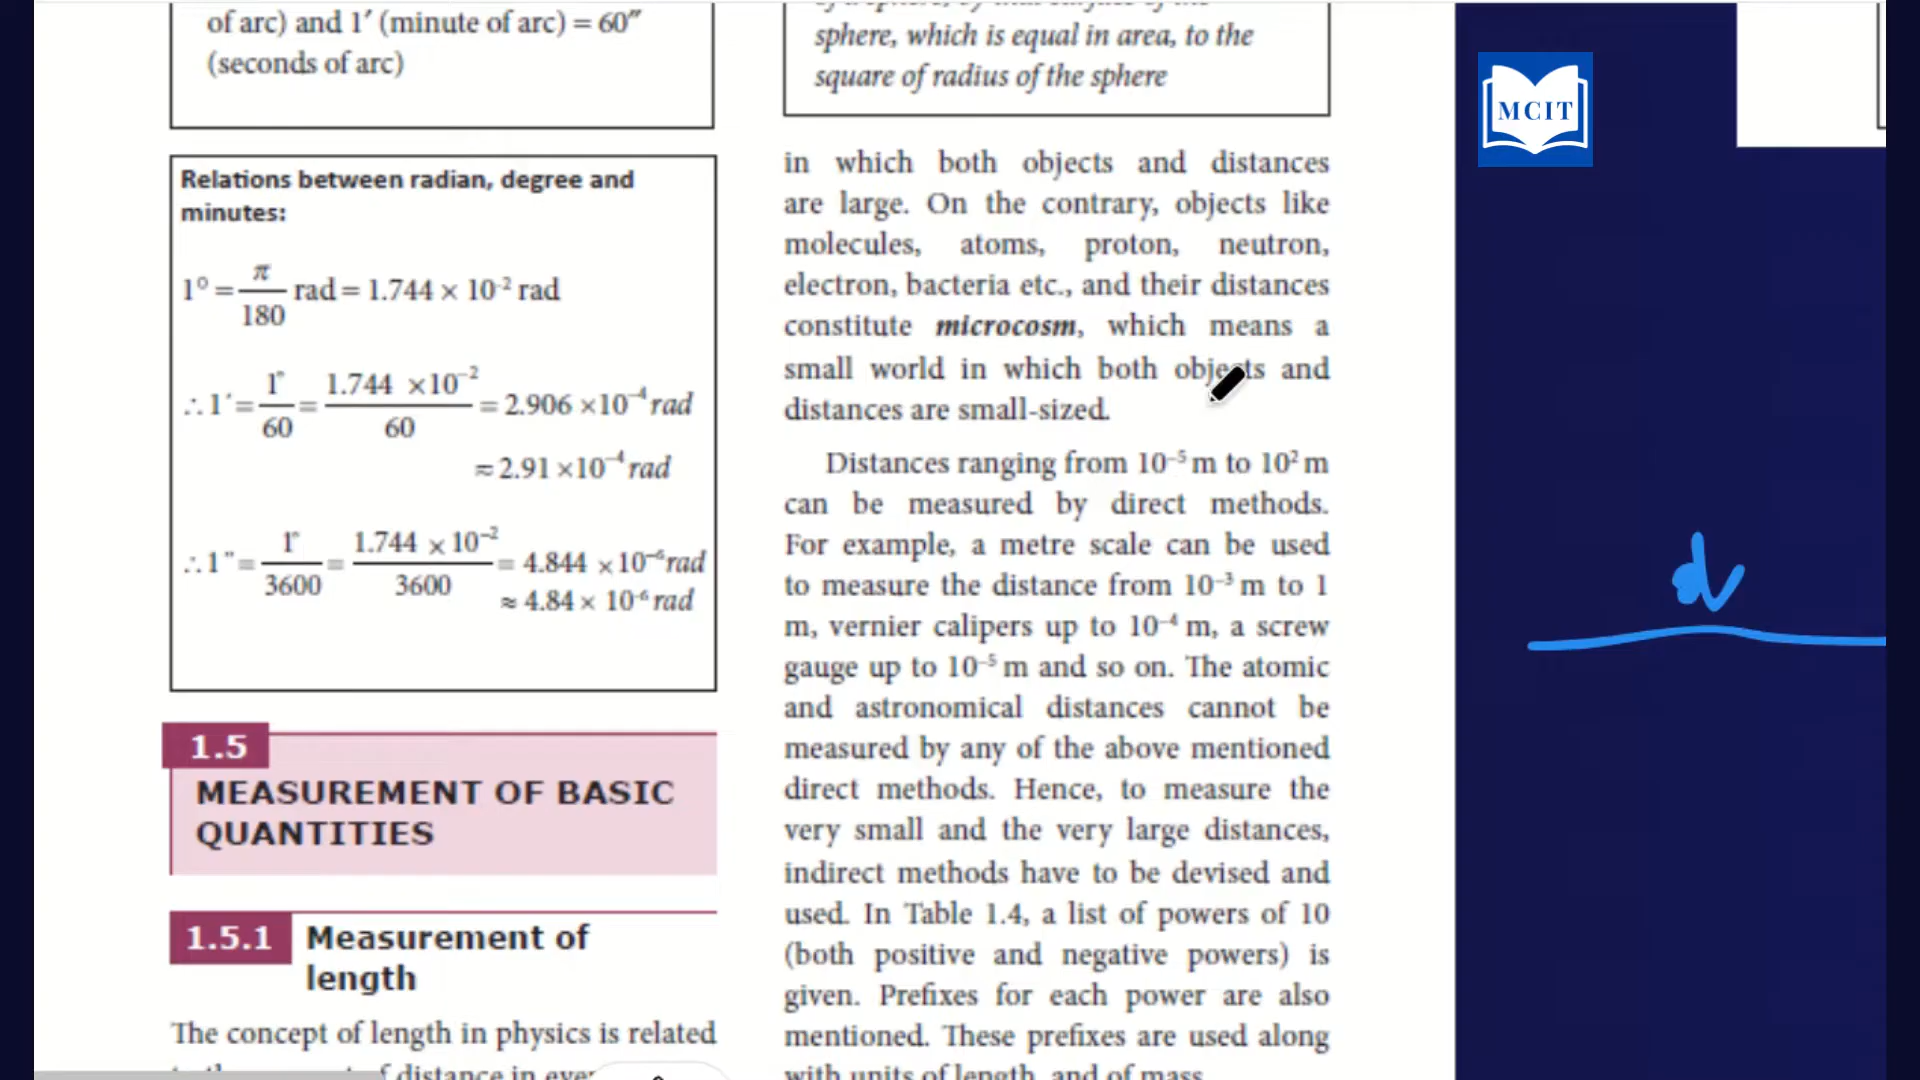 of arc) and 1′ (minute of arc) = 60″
(seconds of arc)
Relations between radian, degree and
minutes:
1° = π/180 rad = 1.744 × 10⁻² rad
∴ 1′ = 1°/60 = 1.744 ×10⁻²/60 = 2.906 ×10⁻⁴ rad
≈ 2.91 ×10⁻⁴ rad
∴ 1″ = 1°/3600 = 1.744 ×10⁻²/3600 = 4.844 ×10⁻⁶ rad
≈ 4.84 × 10⁻⁶ rad
1.5
MEASUREMENT OF BASIC
QUANTITIES
1.5.1 Measurement of
length
The concept of length in physics is related
of distance in
sphere, which is equal in area, to the
square of radius of the sphere
in which both objects and distances
are large. On the contrary, objects like
molecules, atoms, proton, neutron,
electron, bacteria etc., and their distances
constitute microcosm, which means a
small world in which both objects and
distances are small-sized.
Distances ranging from 10⁻⁵ m to 10² m
can be measured by direct methods.
For example, a metre scale can be used
to measure the distance from 10⁻³ m to 1
m, vernier calipers up to 10⁻⁴ m, a screw
gauge up to 10⁻⁵ m and so on. The atomic
and astronomical distances cannot be
measured by any of the above mentioned
direct methods. Hence, to measure the
very small and the very large distances,
indirect methods have to be devised and
used. In Table 1.4, a list of powers of 10
(both positive and negative powers) is
given. Prefixes for each power are also
mentioned. These prefixes are used along
with units of length, and of mass
MCIT